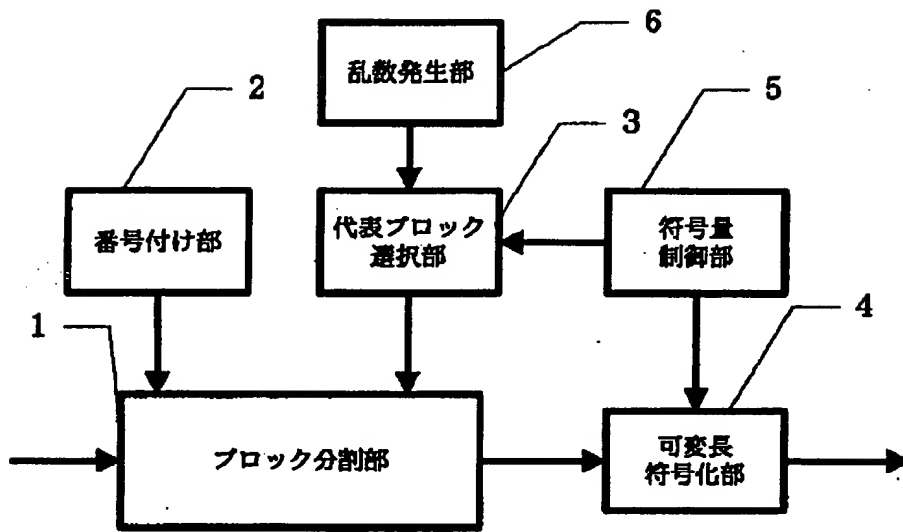 6
乱数発生部
2
5
3
番号付け部
代表ブロック
選択部
符号量
制御部
1
4
ブロック分割部
可変長
符号化部